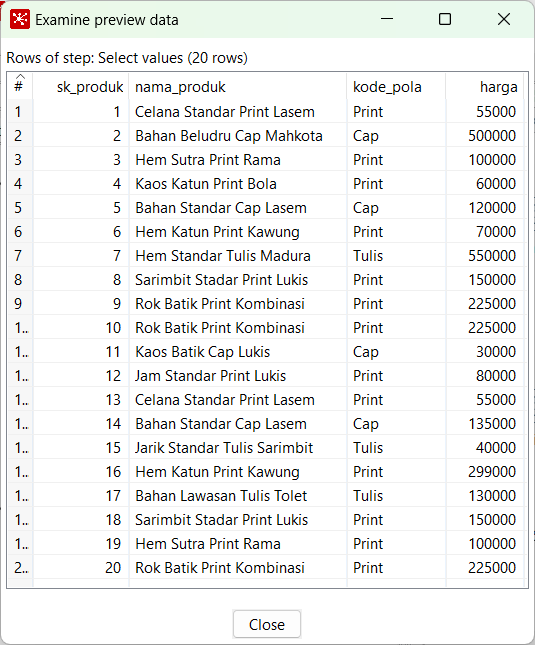 Examine preview data
Rows of step: Select values (20 rows)
# sk_produk nama_produk kode_pola harga
1 1 Celana Standar Print Lasem Print 55000
2 2 Bahan Beludru Cap Mahkota Cap 500000
3 3 Hem Sutra Print Rama Print 100000
4 4 Kaos Katun Print Bola Print 60000
5 5 Bahan Standar Cap Lasem Cap 120000
6 6 Hem Katun Print Kawung Print 70000
7 7 Hem Standar Tulis Madura Tulis 550000
8 8 Sarimbit Stadar Print Lukis Print 150000
9 9 Rok Batik Print Kombinasi Print 225000
1.. 10 Rok Batik Print Kombinasi Print 225000
1.. 11 Kaos Batik Cap Lukis Cap 30000
1.. 12 Jam Standar Print Lukis Print 80000
1.. 13 Celana Standar Print Lasem Print 55000
1.. 14 Bahan Standar Cap Lasem Cap 135000
1.. 15 Jarik Standar Tulis Sarimbit Tulis 40000
1.. 16 Hem Katun Print Kawung Print 299000
1.. 17 Bahan Lawasan Tulis Tolet Tulis 130000
1.. 18 Sarimbit Stadar Print Lukis Print 150000
1.. 19 Hem Sutra Print Rama Print 100000
2.. 20 Rok Batik Print Kombinasi Print 225000
Close